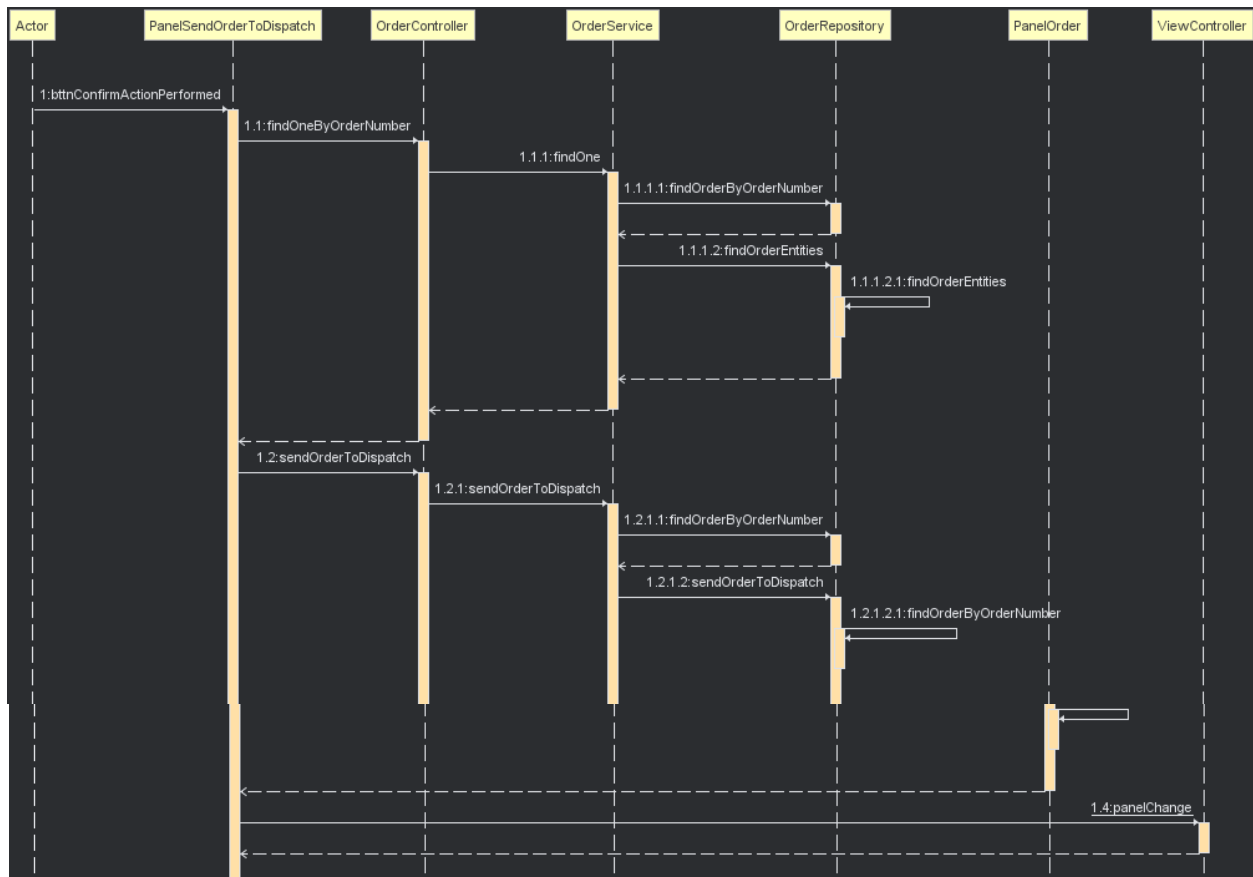 Actor PanelSendOrderToDispatch OrderController OrderService OrderRepository PanelOrder ViewController
1:bttnConfirmActionPerformed
1.1:findOneByOrderNumber
1.1.1:findOne
1.1.1.1:findOrderByOrderNumber
1.1.1.2:findOrderEntities
1.1.1.2.1:findOrderEntities
1.2:sendOrderToDispatch
1.2.1:sendOrderToDispatch
1.2.1.1:findOrderByOrderNumber
1.2.1.2:sendOrderToDispatch
1.2.1.2.1:findOrderByOrderNumber
1.4:panelChange